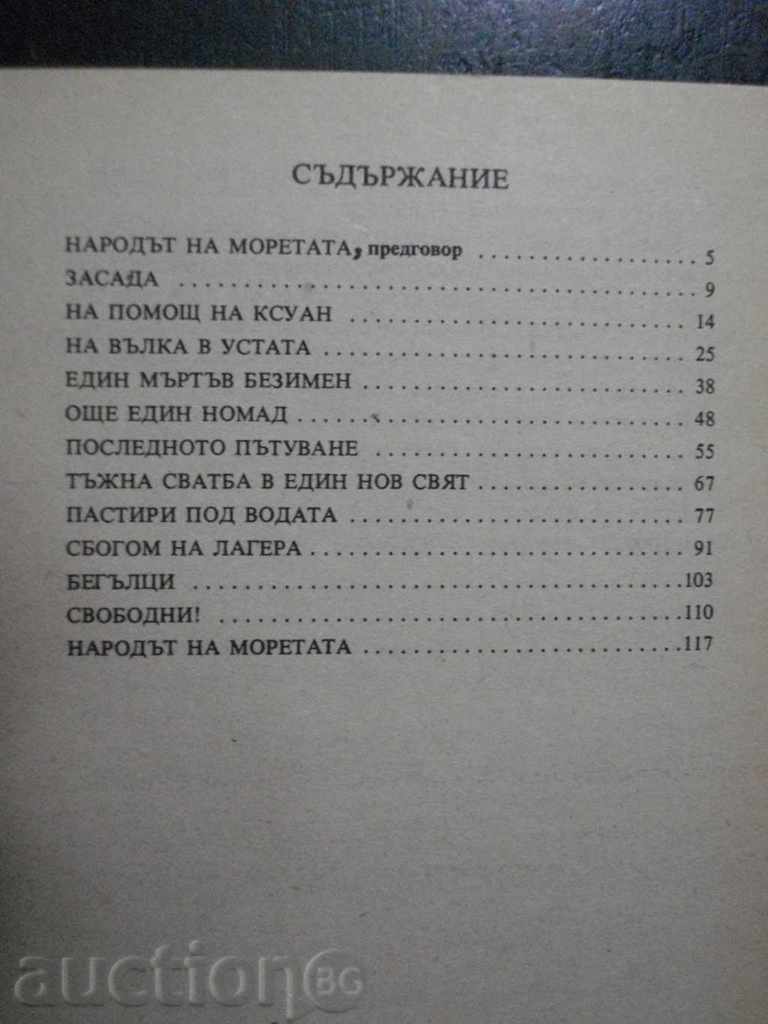 СЪДЪРЖАНИЕ
НАРОДЪТ НА МОРЕТАТА, предговор ..................... 5
ЗАСАДА ..................... 9
НА ПОМОЩ НА КСУАН ..................... 14
НА ВЪЛКА В УСТАТА ..................... 25
ЕДИН МЪРТЪВ БЕЗИМЕН ..................... 38
ОЩЕ ЕДИН НОМАД ..................... 48
ПОСЛЕДНОТО ПЪТУВАНЕ ..................... 55
ТЪЖНА СВАТБА В ЕДИН НОВ СВЯТ ..................... 67
ПАСТИРИ ПОД ВОДАТА ..................... 77
СБОГОМ НА ЛАГЕРА ..................... 91
БЕГЪЛЦИ ..................... 103
СВОБОДНИ! ..................... 110
НАРОДЪТ НА МОРЕТАТА ..................... 117
auction BG